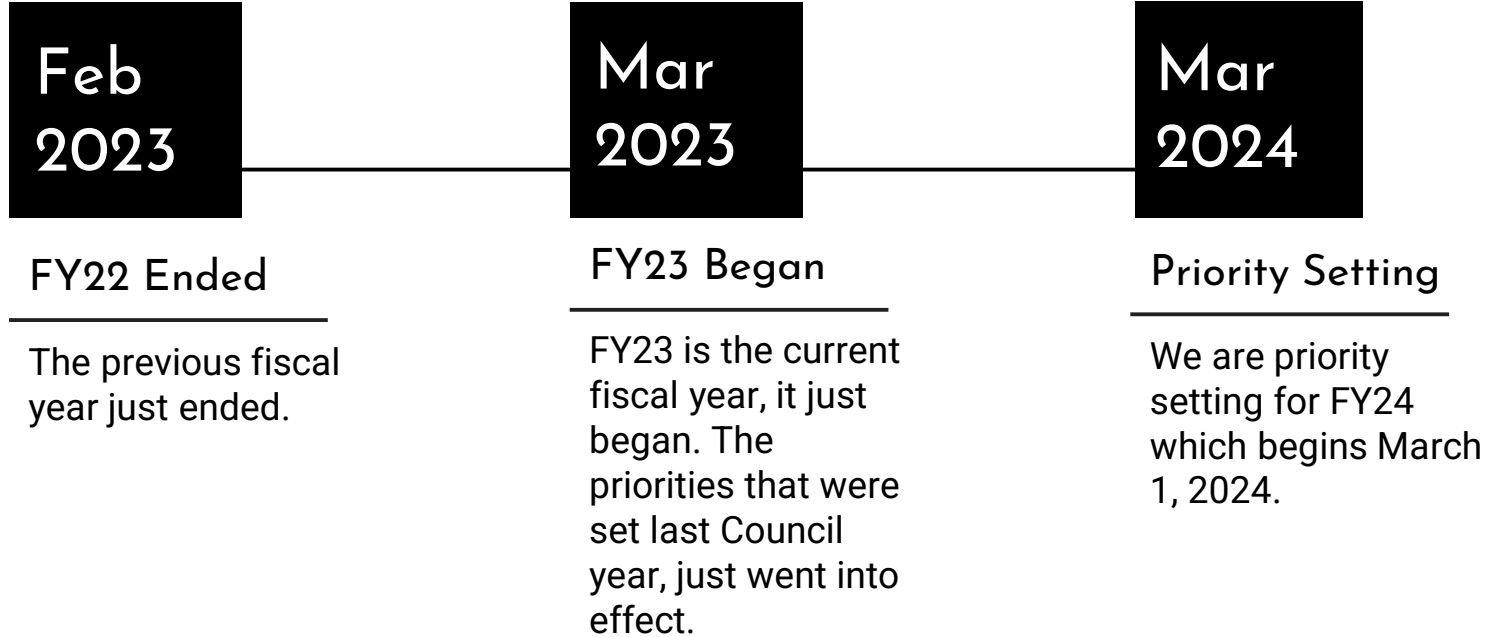 Feb
2023
FY22 Ended
The previous fiscal
year just ended.
Mar
2023
FY23 Began
FY23 is the current
fiscal year, it just
began. The
priorities that were
set last Council
year, just went into
effect.
Mar
2024
Priority Setting
We are priority
setting for FY24
which begins March
1, 2024.